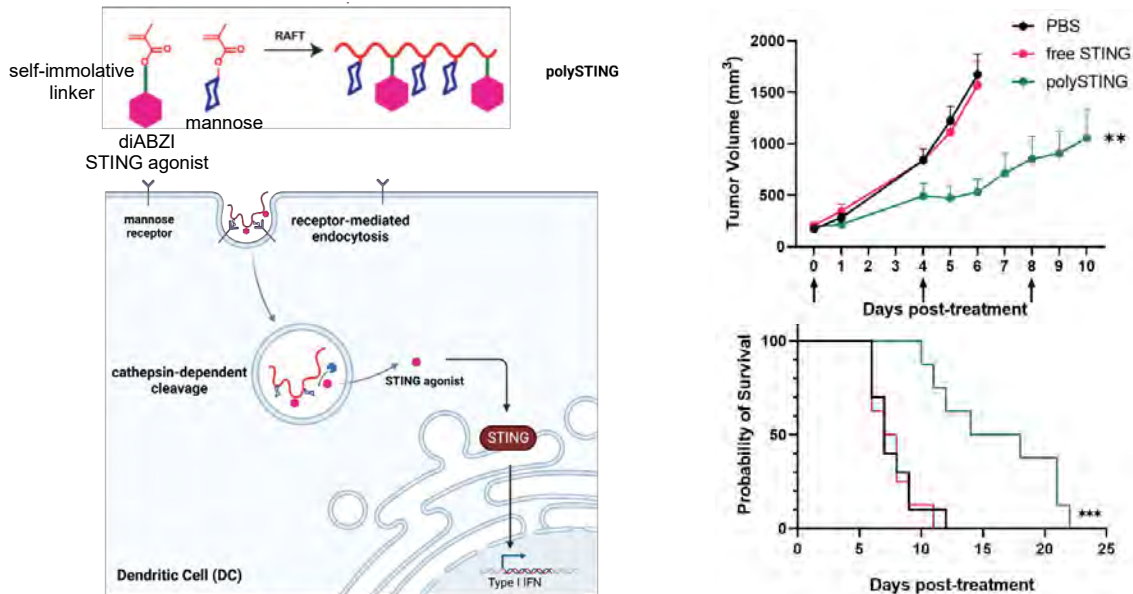 RAFT
self-immolative
linker
mannose
diABZI
STING agonist
polySTING
mannose
receptor
receptor-mediated
endocytosis
cathepsin-dependent
cleavage
STING agonist
STING
Type I IFN
Dendritic Cell (DC)
PBS
free STING
polySTING
Tumor Volume (mm³)
2000
1500
1000
500
0
**
0 1 2 3 4 5 6 7 8 9 10
Days post-treatment
Probability of Survival
100
50
0
***
0 5 10 15 20 25
Days post-treatment